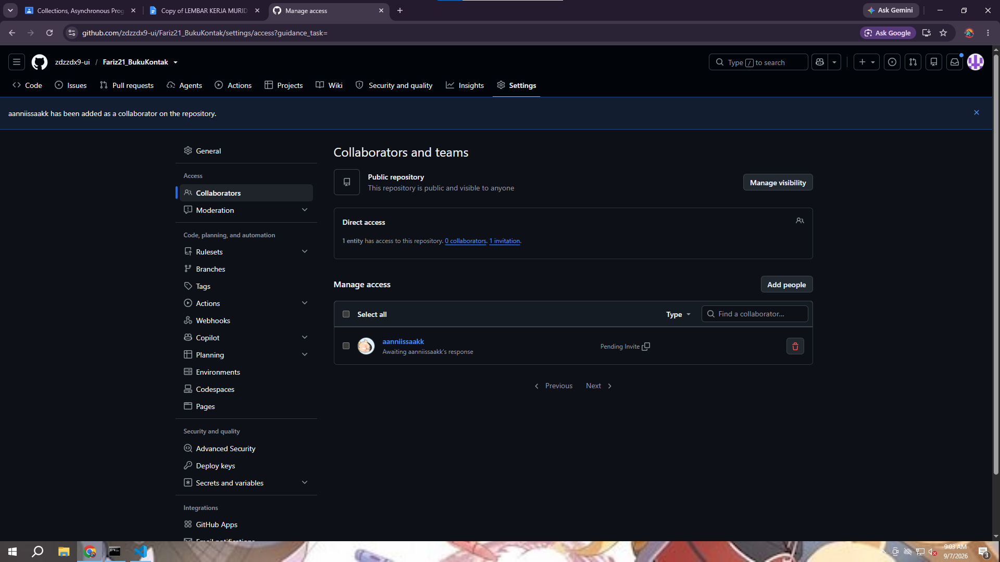 Collections, Asynchronous Prog
Copy of LEMBAR KERJA MURID
Manage access
Ask Gemini
github.com/zdzzdx9-ui/Fariz21_BukuKontak/settings/access?guidance_task=
Ask Google
zdzzdx9-ui / Fariz21_BukuKontak
Type / to search
Code
Issues
Pull requests
Agents
Actions
Projects
Wiki
Security and quality
Insights
Settings
aanniissaakk has been added as a collaborator on the repository.
General
Access
Collaborators
Moderation
Code, planning, and automation
Rulesets
Branches
Tags
Actions
Webhooks
Copilot
Planning
Environments
Codespaces
Pages
Security and quality
Advanced Security
Deploy keys
Secrets and variables
Integrations
GitHub Apps
Email notifications
Collaborators and teams
Public repository
This repository is public and visible to anyone
Manage visibility
Direct access
1 entity has access to this repository. 0 collaborators. 1 invitation.
Manage access
Add people
Select all
Type
Find a collaborator...
aanniissaakk
Awaiting aanniissaakk's response
Pending Invite
Previous
Next
9:03 AM
9/7/2026
3